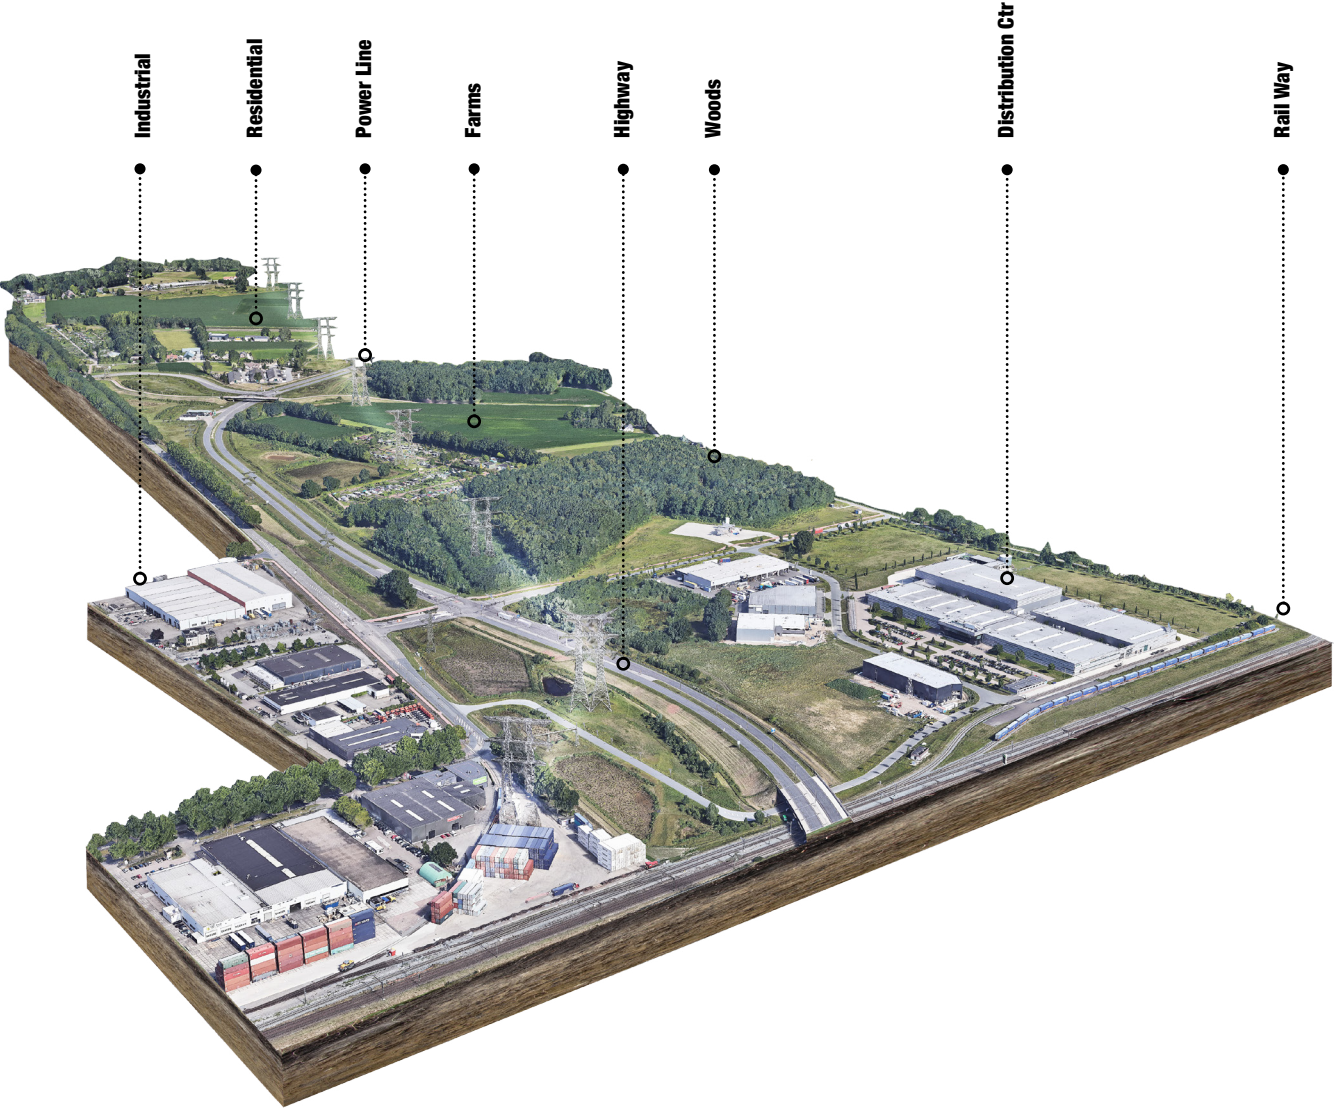 Industrial
Residential
Power Line
Farms
Highway
Woods
Distribution Ctr
Rail Way